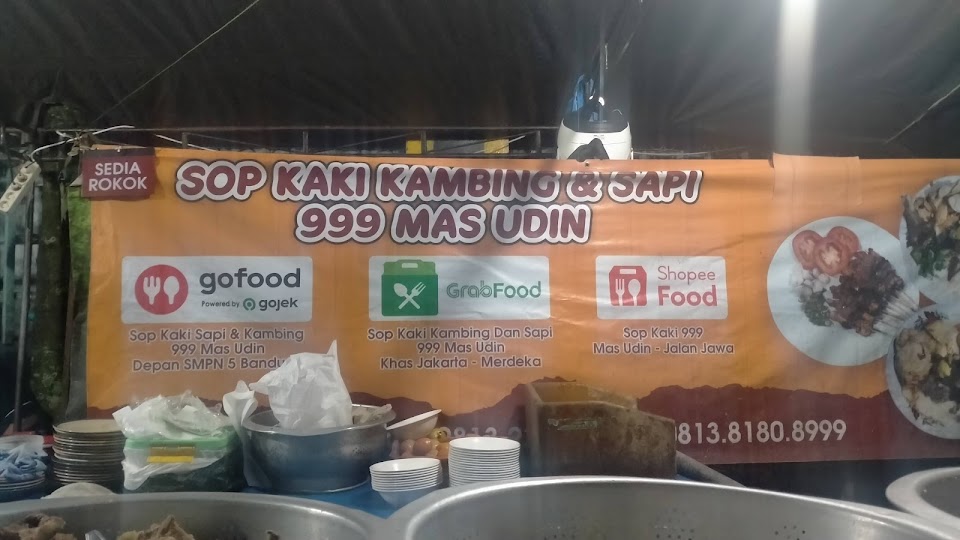 SEDIA
ROKOK
SOP KAKI KAMBING & SAPI
999 MAS UDIN
gofood
Powered by gojek
Sop Kaki Sapi & Kambing
999 Mas Udin
Depan SMPN 5
GrabFood
Sop Kaki Kambing Dan Sapi
999 Mas Udin
Khas Jakarta - Merdeka
Shopee
Food
Sop Kaki 999
Mas Udin - Jalan Jawa
0813.8180.8999